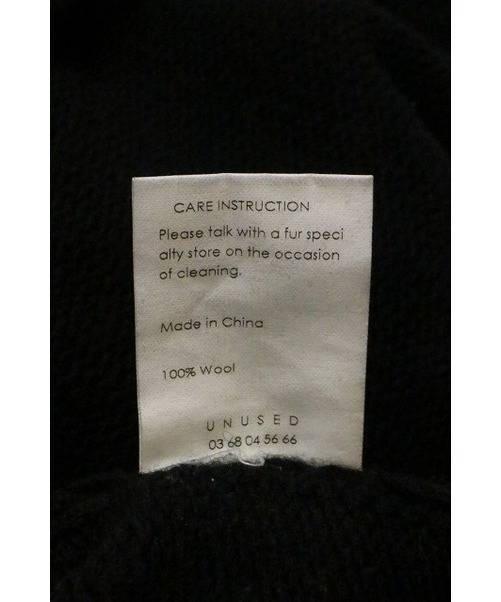 CARE INSTRUCTION
Please talk with a fur speci
alty store on the occasion
of cleaning.
Made in China
100% Wool
UNUSED
03 68 04 56 66